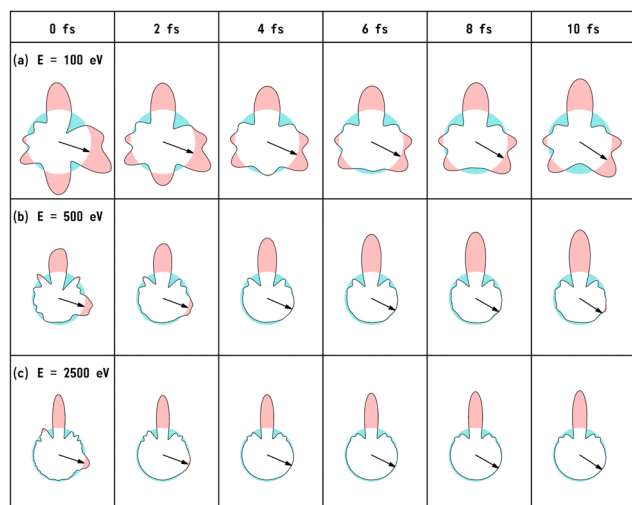 0 fs 2 fs 4 fs 6 fs 8 fs 10 fs
(a) E = 100 eV
(b) E = 500 eV
(c) E = 2500 eV